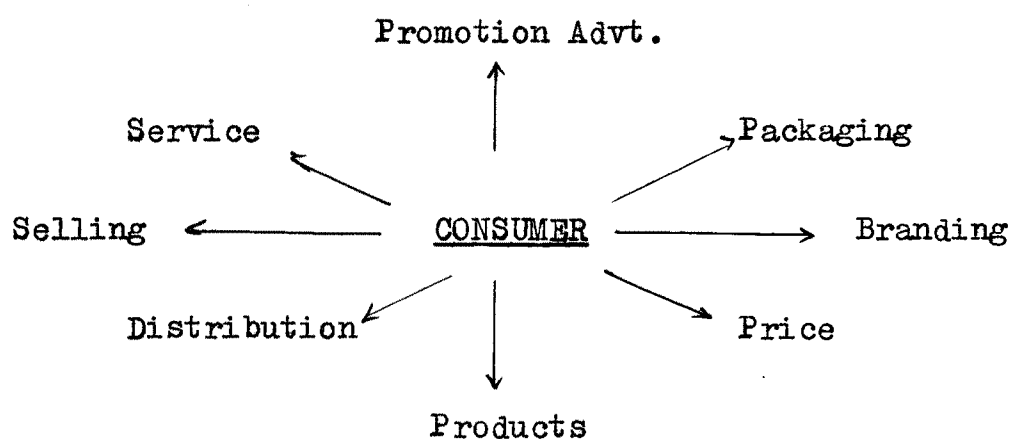 Promotion Advt.
Service
Packaging
Selling
CONSUMER
Branding
Distribution
Price
Products